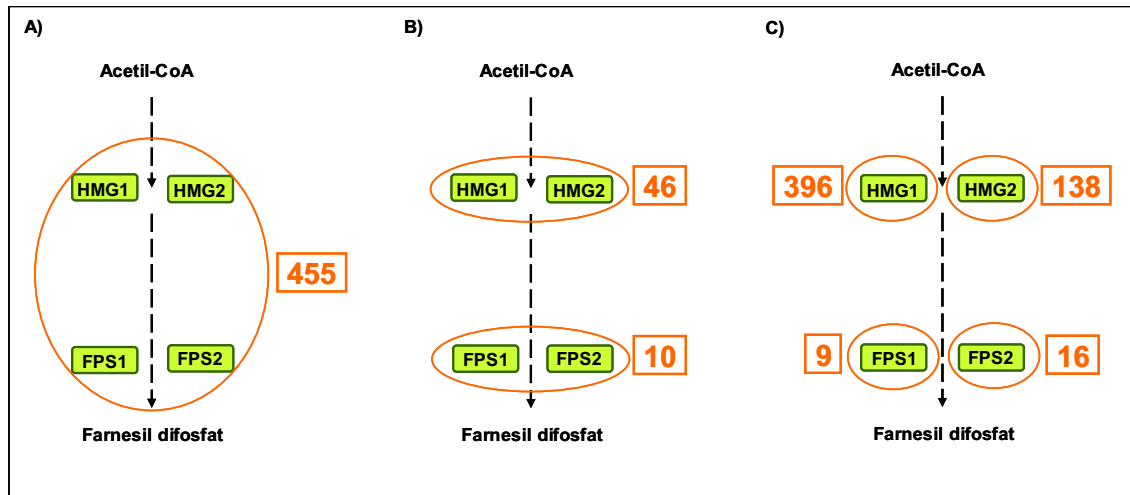 A)
Acetil-CoA
HMG1
HMG2
455
FPS1
FPS2
Farnesil difosfat
B)
Acetil-CoA
HMG1
HMG2
46
FPS1
FPS2
10
Farnesil difosfat
C)
Acetil-CoA
396
HMG1
HMG2
138
9
FPS1
FPS2
16
Farnesil difosfat